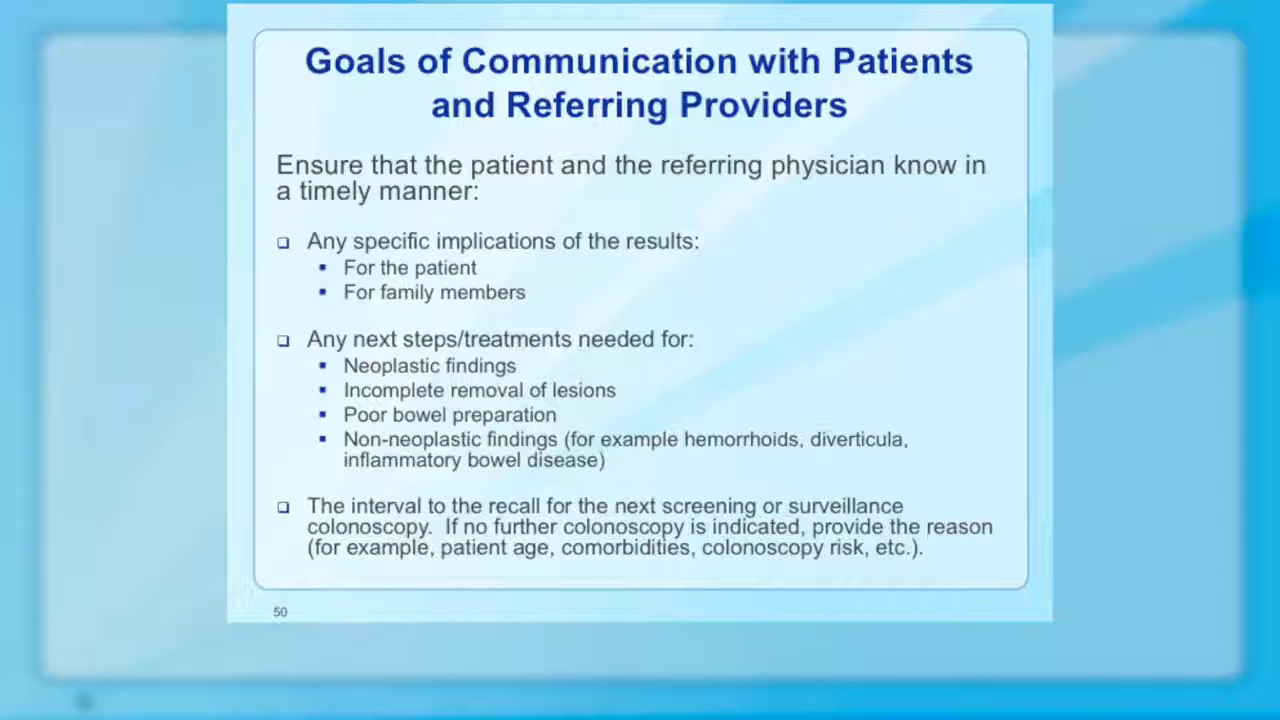 Goals of Communication with Patients
and Referring Providers
Ensure that the patient and the referring physician know in
a timely manner:
Any specific implications of the results:
For the patient
For family members
Any next steps/treatments needed for:
Neoplastic findings
Incomplete removal of lesions
Poor bowel preparation
Non-neoplastic findings (for example hemorrhoids, diverticula,
inflammatory bowel disease)
The interval to the recall for the next screening or surveillance
colonoscopy.  If no further colonoscopy is indicated, provide the reason
(for example, patient age, comorbidities, colonoscopy risk, etc.).
50